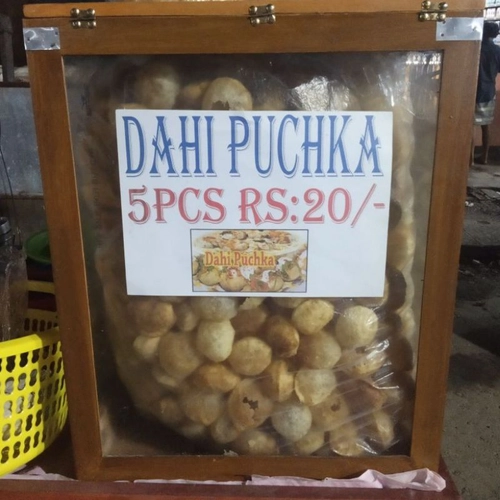 DAHI PUCHKA
5PCS RS:20/-
Dahi Puchka